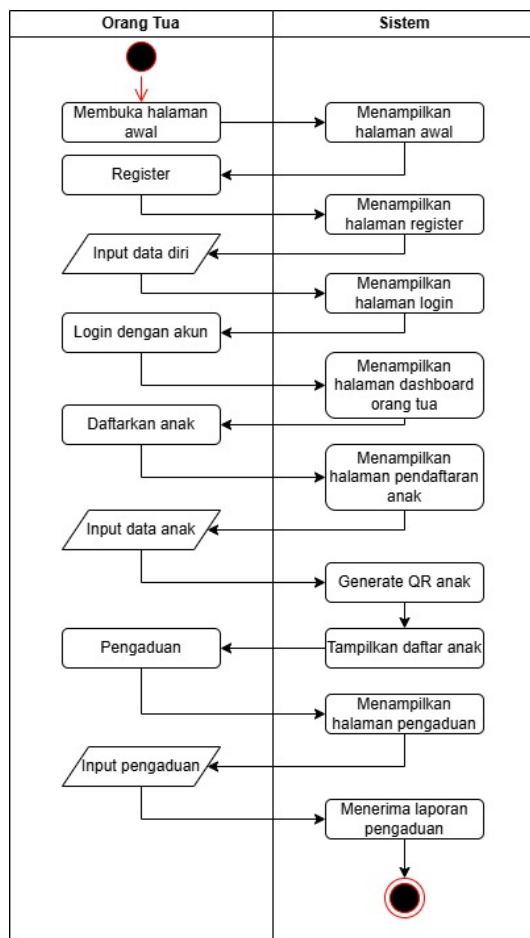 Orang Tua
Sistem
Membuka halaman
awal
Menampilkan
halaman awal
Register
Menampilkan
halaman register
Input data diri
Menampilkan
halaman login
Login dengan akun
Menampilkan
halaman dashboard
orang tua
Daftarkan anak
Menampilkan
halaman pendaftaran
anak
Input data anak
Generate QR anak
Tampilkan daftar anak
Pengaduan
Menampilkan
halaman pengaduan
Input pengaduan
Menerima laporan
pengaduan